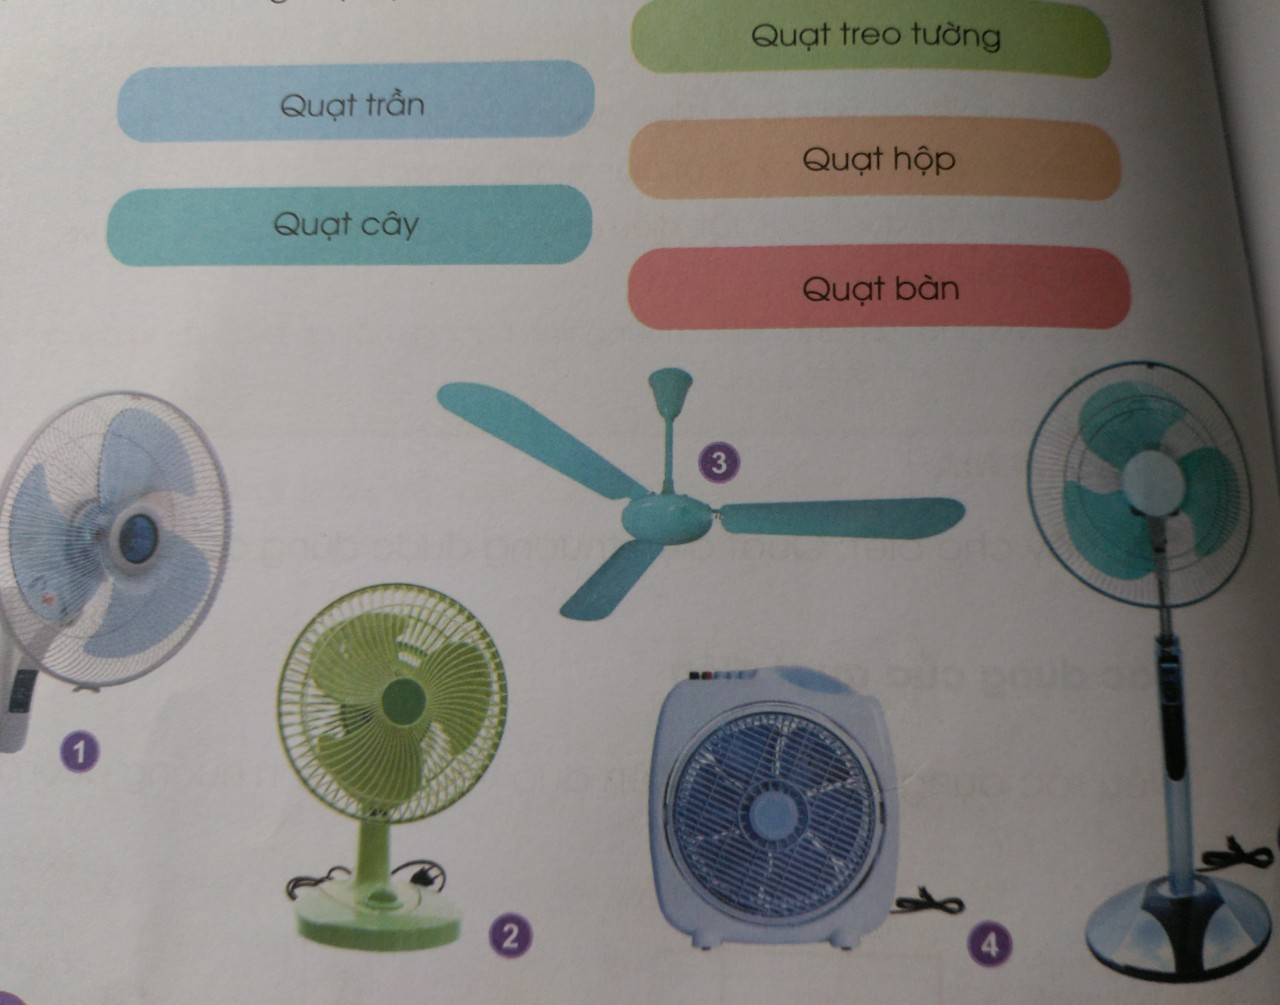 Quạt treo tường
Quạt trần
Quạt hộp
Quạt cây
Quạt bàn
3
1
2
4